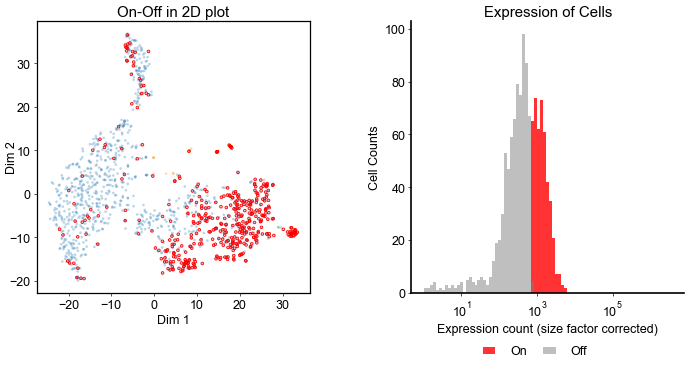 On-Off in 2D plot
Dim 2
30
20
10
0
−10
−20
−20 −10 0 10 20 30
Dim 1
Expression of Cells
Cell Counts
100
80
60
40
20
0
10^1 10^3 10^5
Expression count (size factor corrected)
On Off